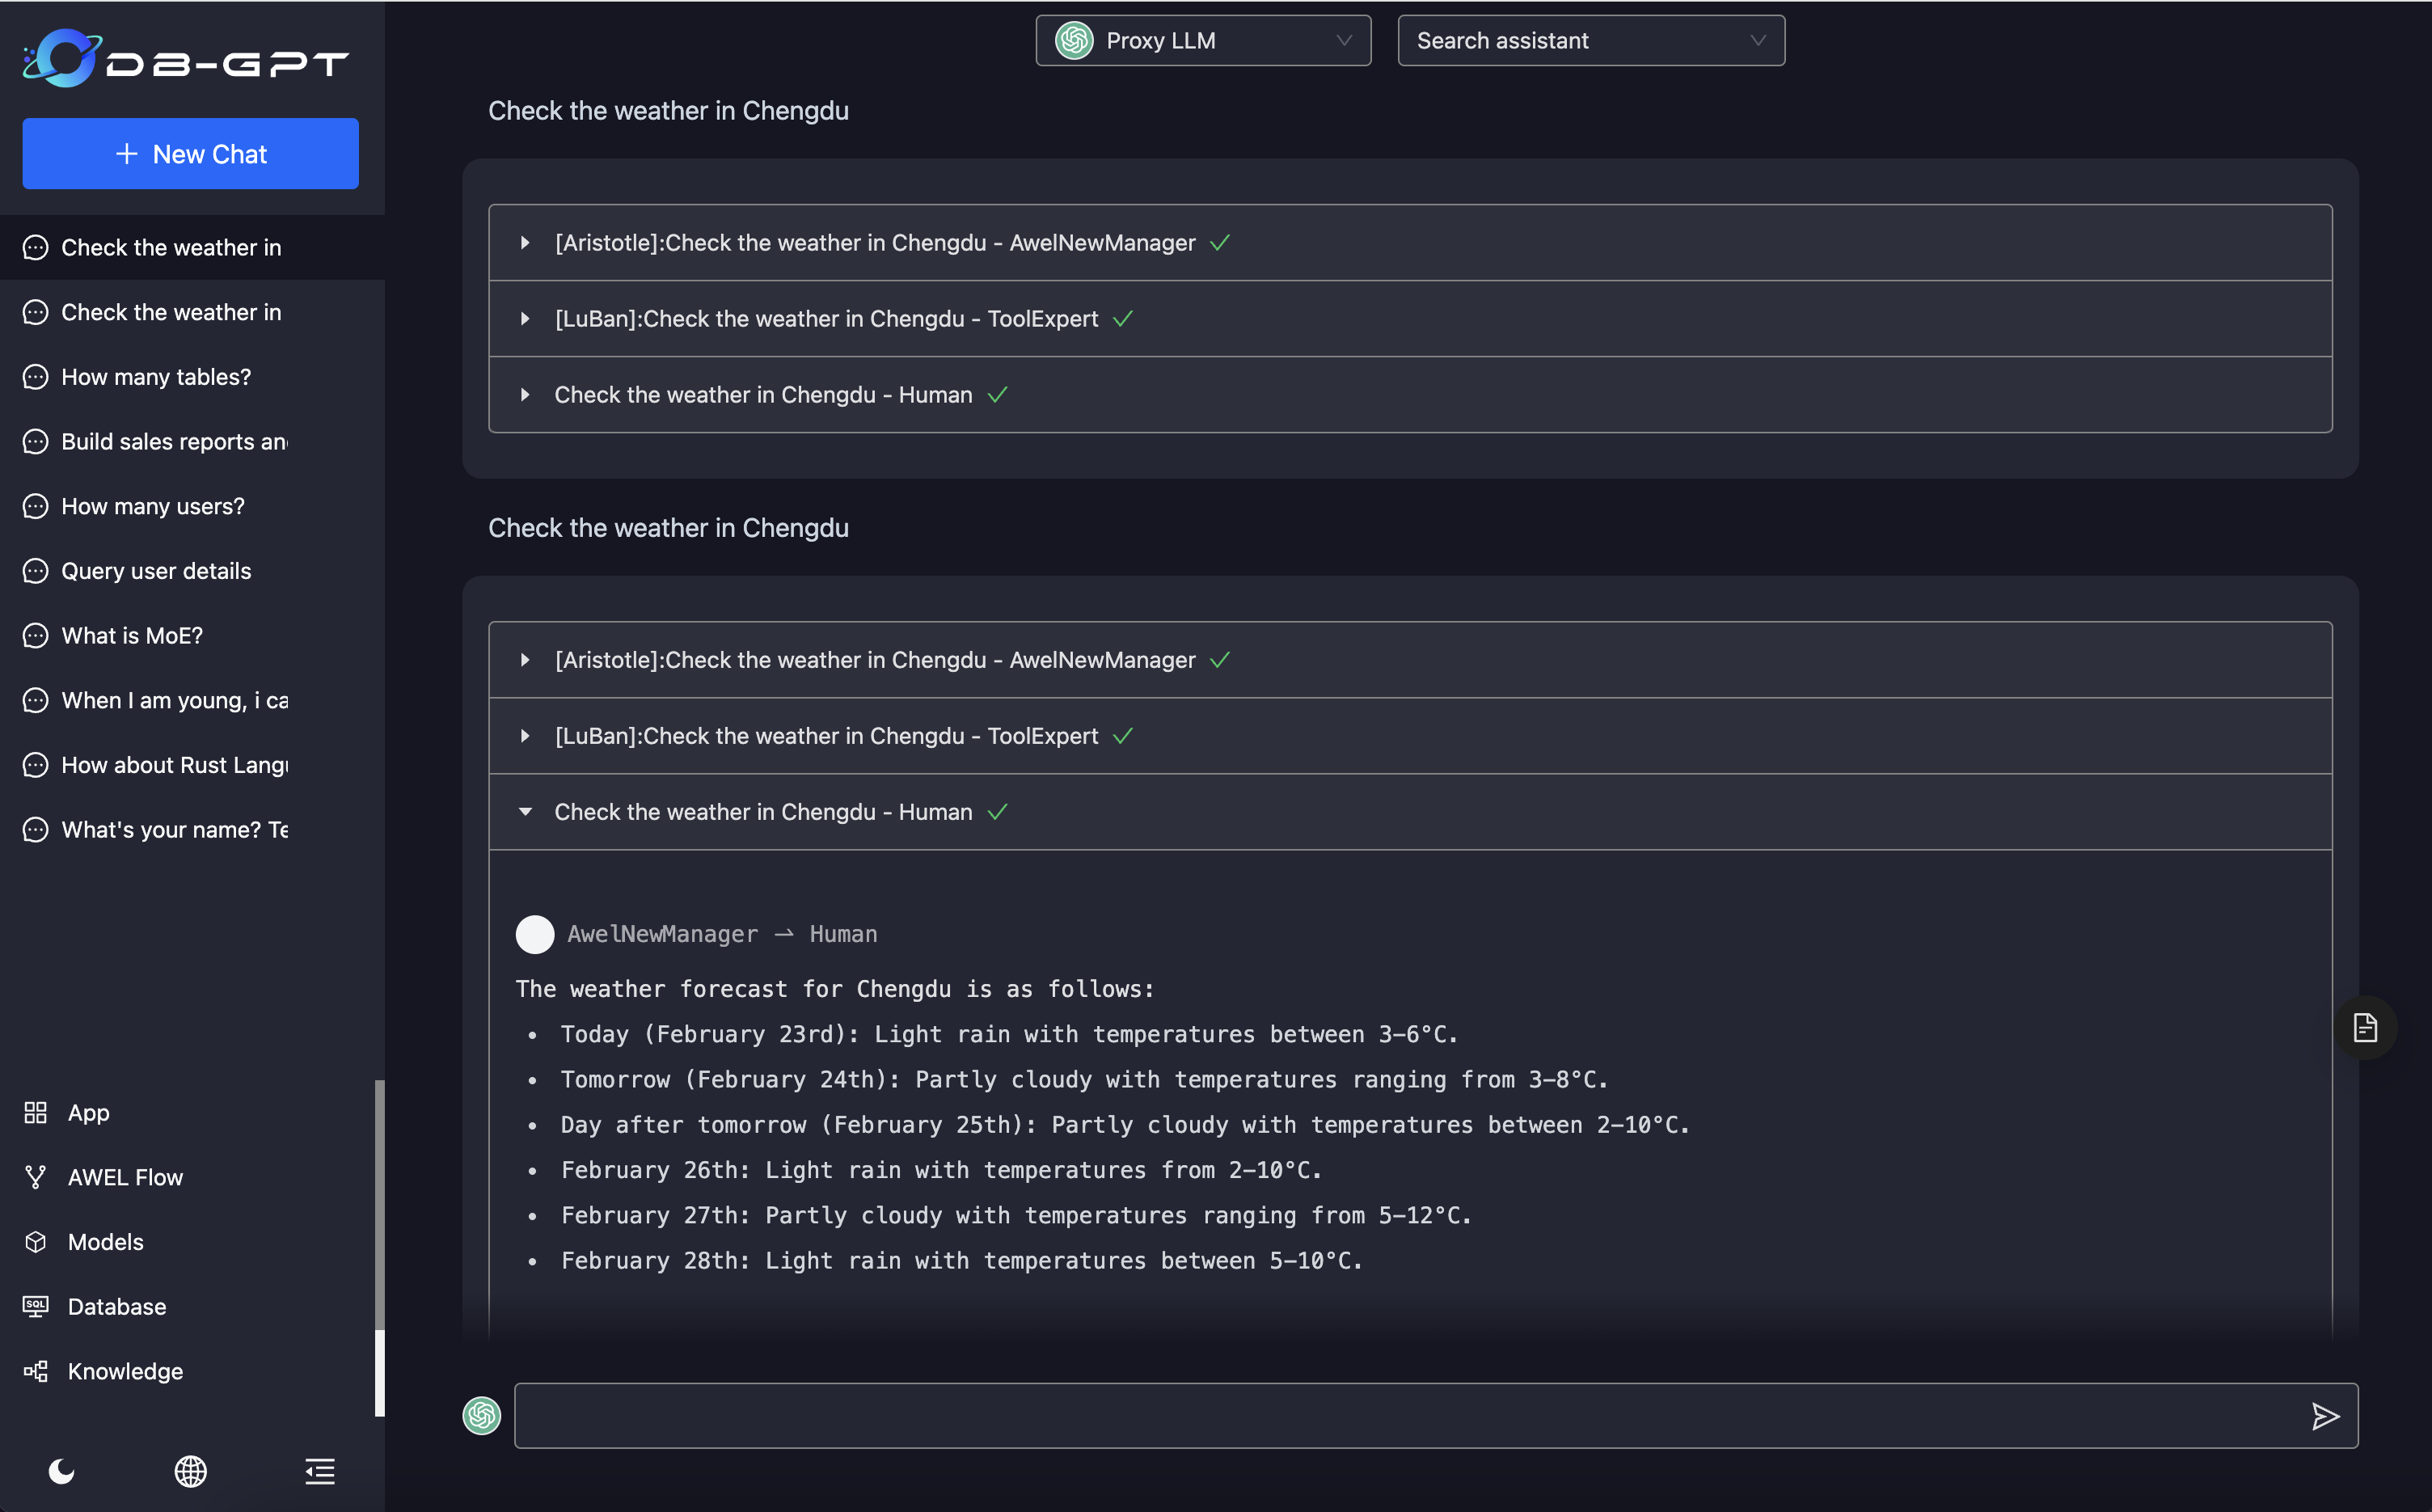 DB-GPT
+ New Chat
Check the weather in
Check the weather in
How many tables?
Build sales reports an
How many users?
Query user details
What is MoE?
When I am young, i ca
How about Rust Lang
What's your name? Te
App
AWEL Flow
Models
SQL
Database
Knowledge
Proxy LLM
Search assistant
Check the weather in Chengdu
[Aristotle]:Check the weather in Chengdu - AwelNewManager
[LuBan]:Check the weather in Chengdu - ToolExpert
Check the weather in Chengdu - Human
Check the weather in Chengdu
[Aristotle]:Check the weather in Chengdu - AwelNewManager
[LuBan]:Check the weather in Chengdu - ToolExpert
Check the weather in Chengdu - Human
AwelNewManager ⇀ Human
The weather forecast for Chengdu is as follows:
• Today (February 23rd): Light rain with temperatures between 3–6°C.
• Tomorrow (February 24th): Partly cloudy with temperatures ranging from 3–8°C.
• Day after tomorrow (February 25th): Partly cloudy with temperatures between 2–10°C.
• February 26th: Light rain with temperatures from 2–10°C.
• February 27th: Partly cloudy with temperatures ranging from 5–12°C.
• February 28th: Light rain with temperatures between 5–10°C.